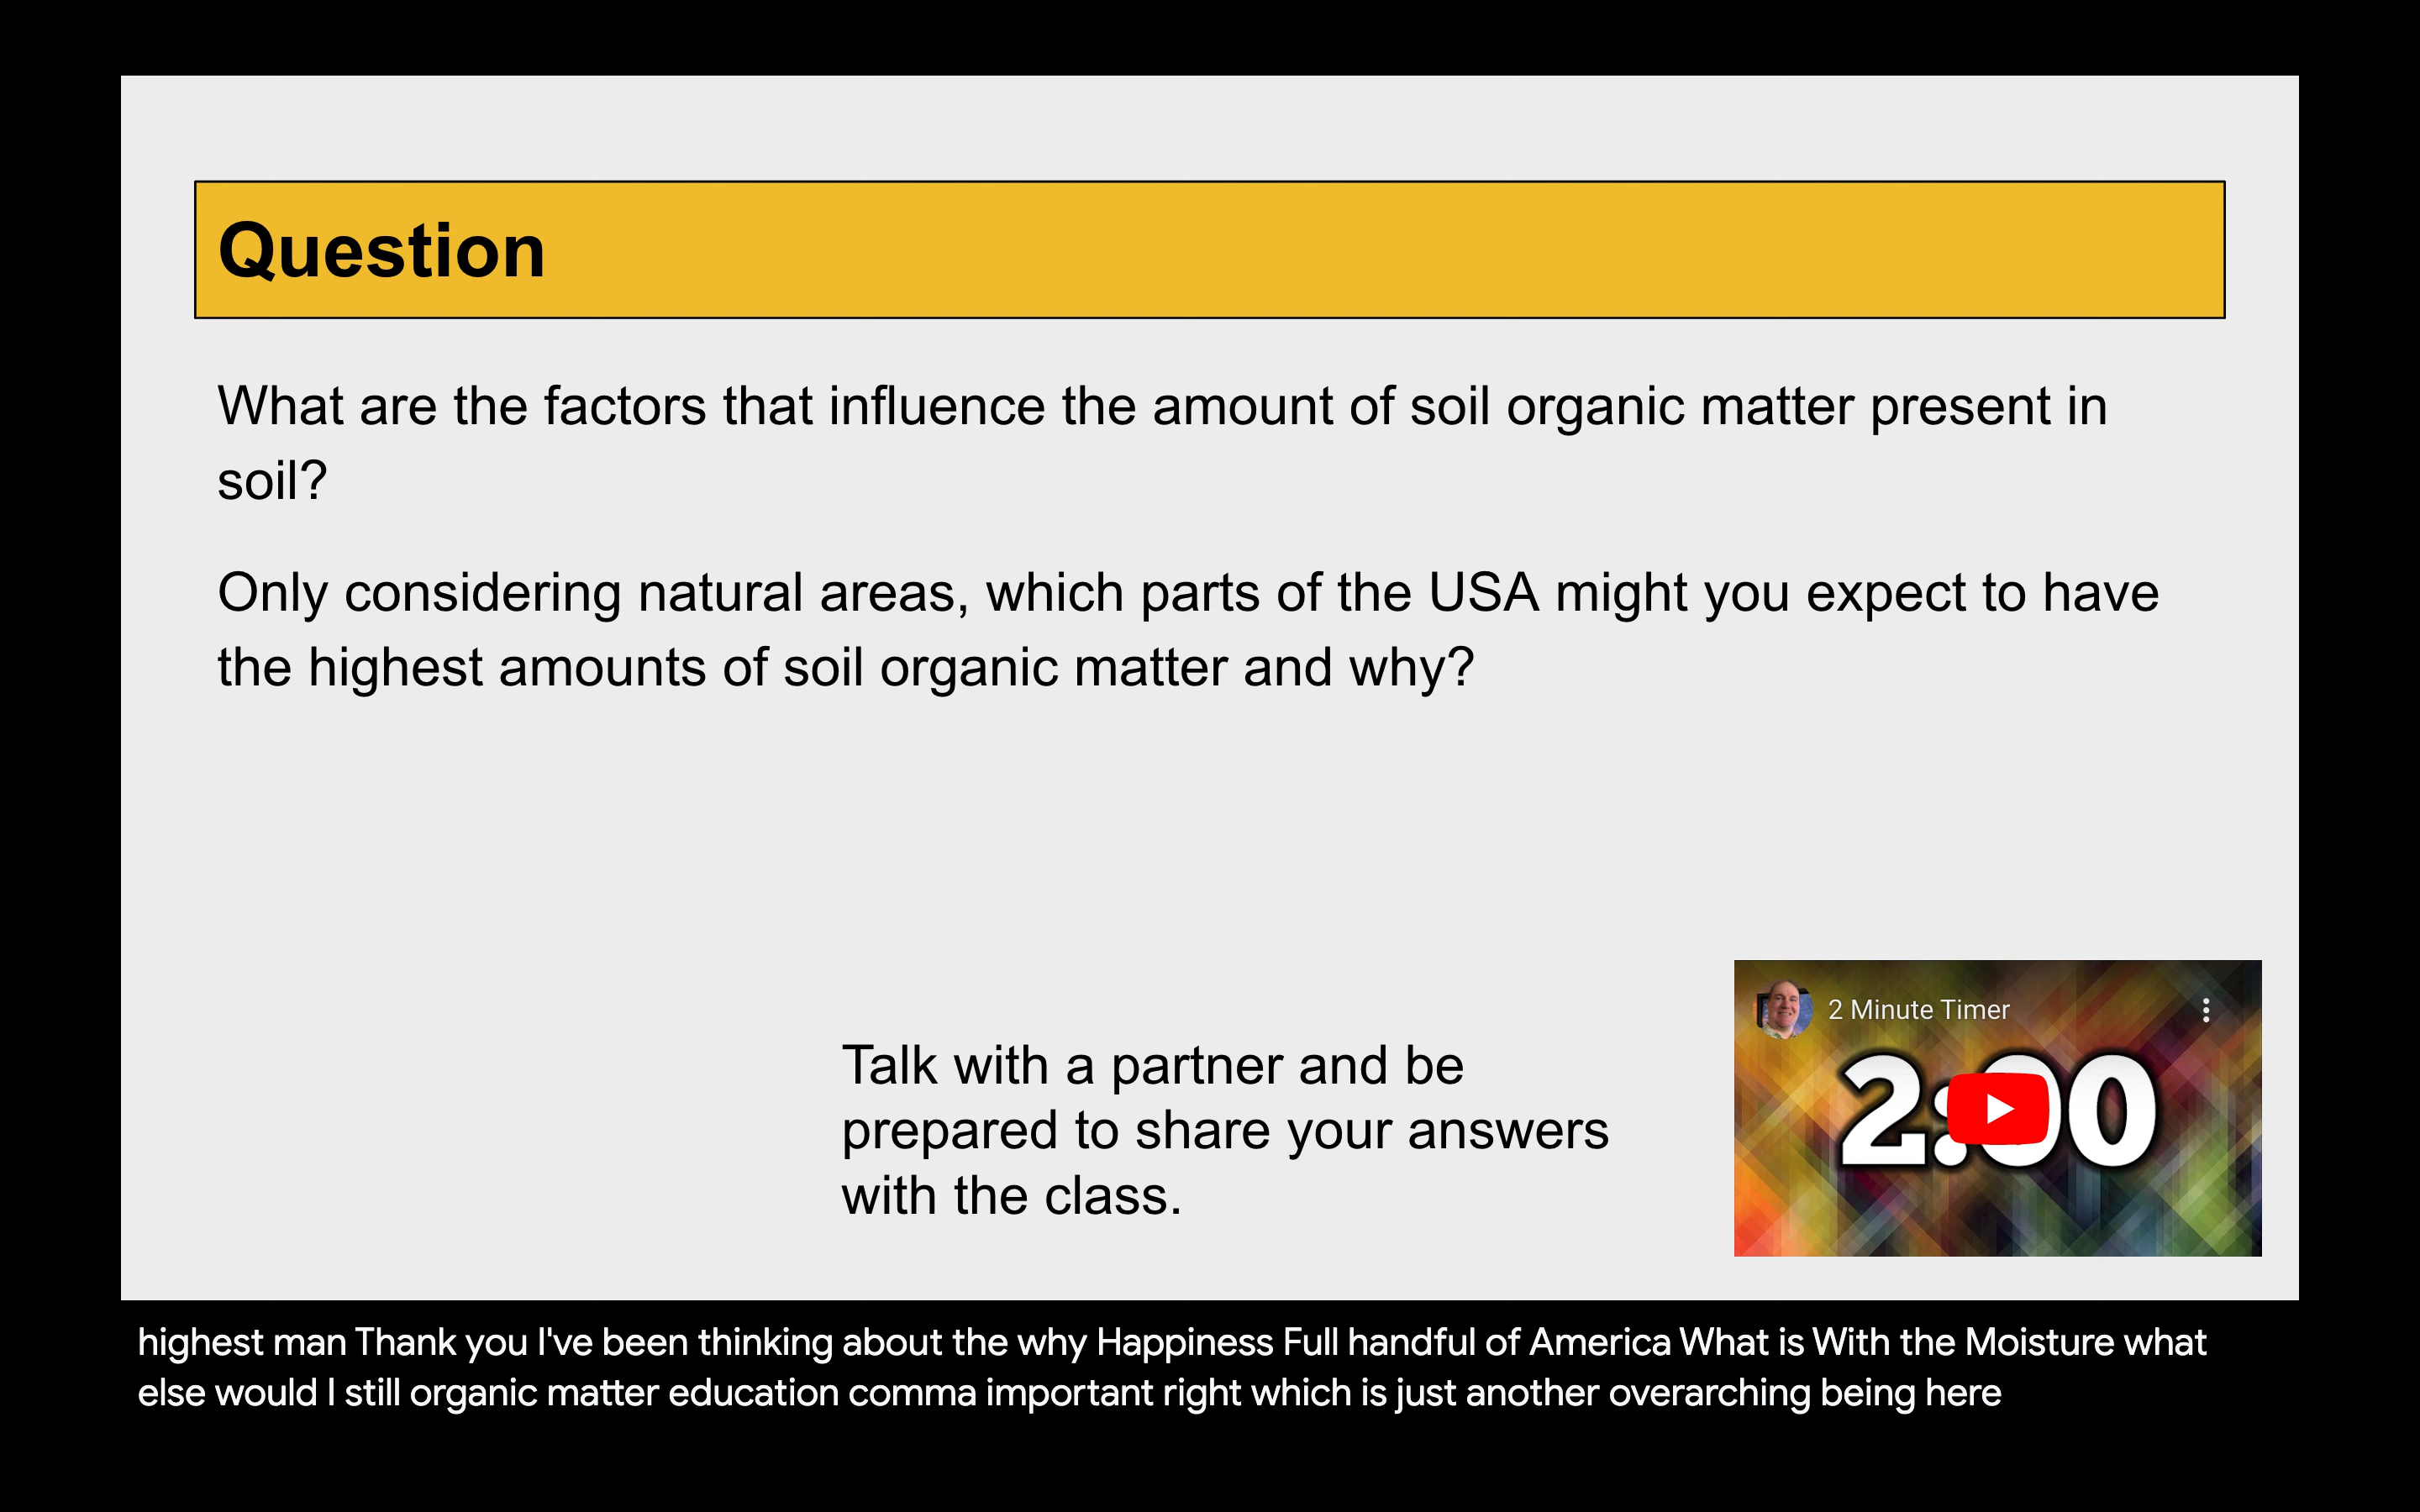 Question
What are the factors that influence the amount of soil organic matter present in
soil?
Only considering natural areas, which parts of the USA might you expect to have
the highest amounts of soil organic matter and why?
2 Minute Timer
2:00
Talk with a partner and be
prepared to share your answers
with the class.
highest man Thank you I've been thinking about the why Happiness Full handful of America What is With the Moisture what
else would I still organic matter education comma important right which is just another overarching being here